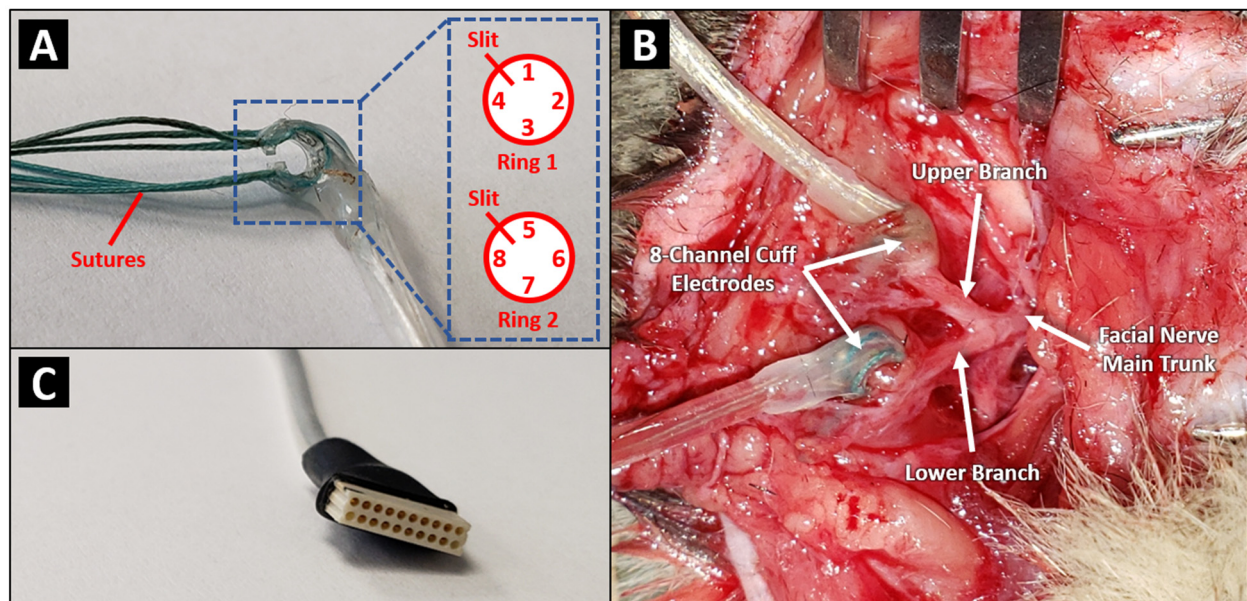 A
Slit
1
4 2
3
Ring 1
Slit
5
8 6
7
Ring 2
Sutures
B
Upper Branch
8-Channel Cuff
Electrodes
Facial Nerve
Main Trunk
Lower Branch
C